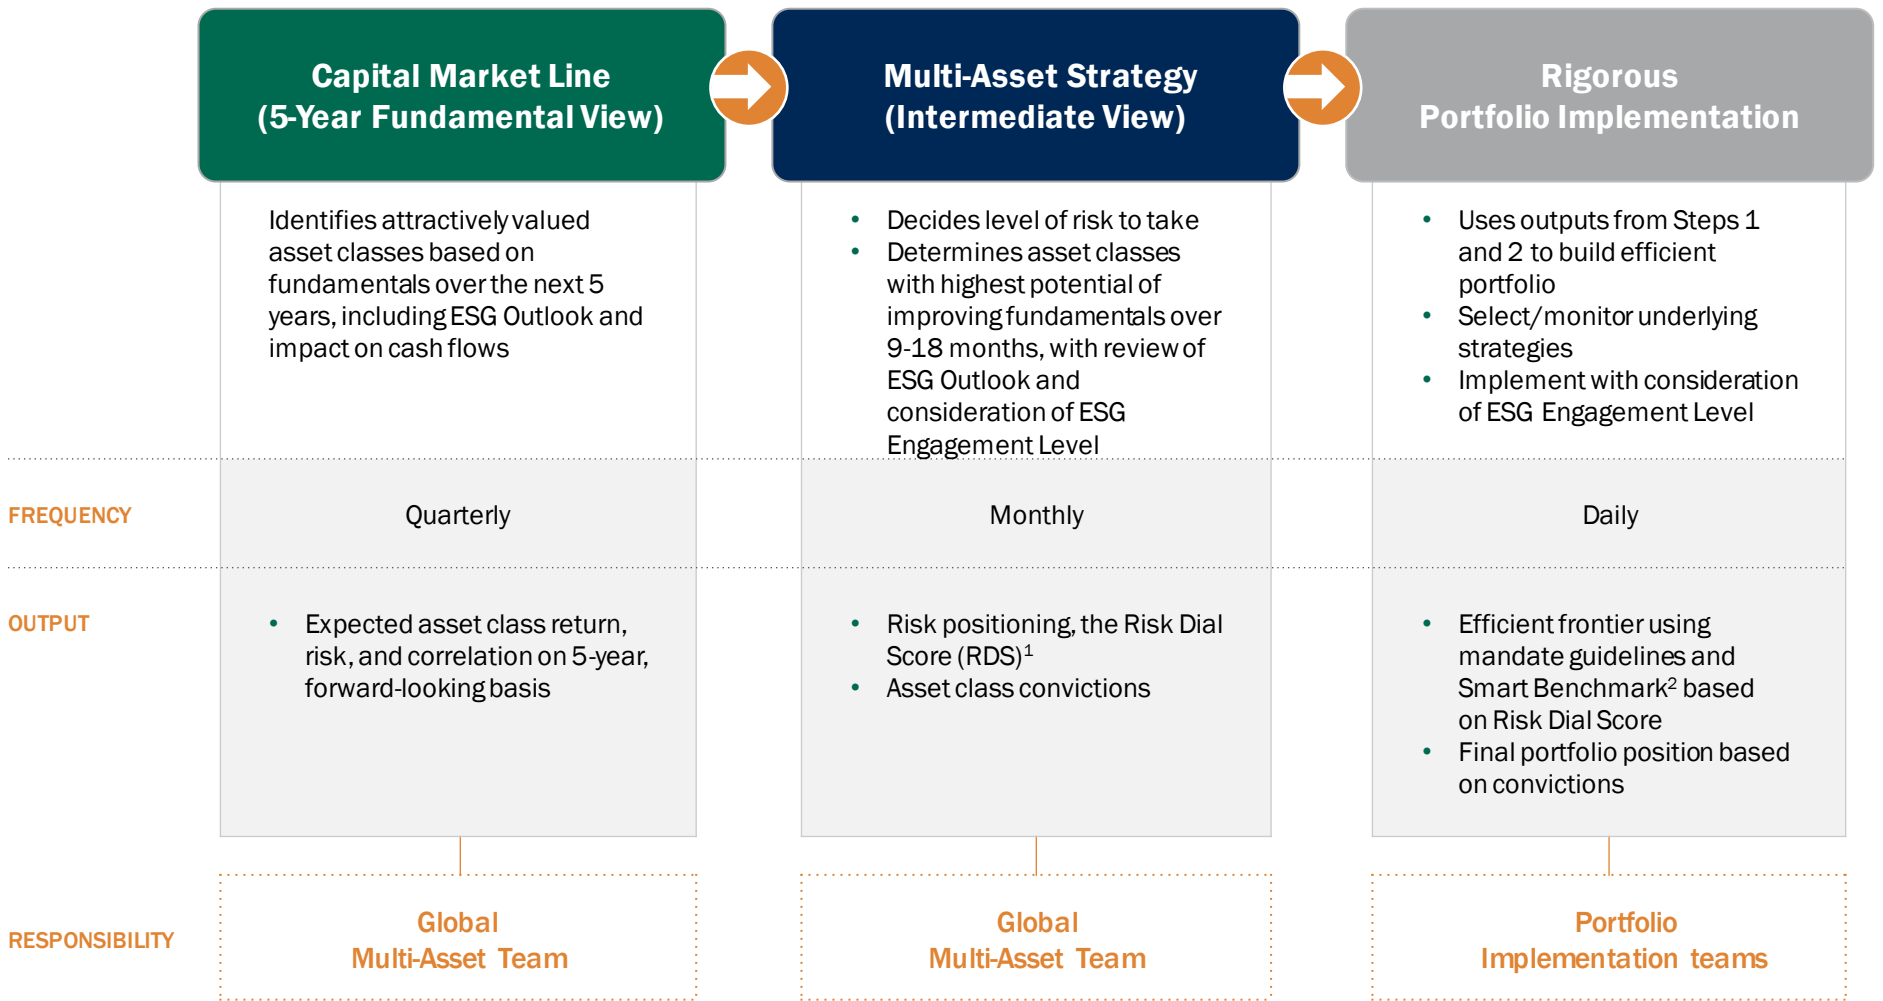 Capital Market Line
(5-Year Fundamental View)
Multi-Asset Strategy
(Intermediate View)
Rigorous
Portfolio Implementation
Identifies attractively valued
asset classes based on
fundamentals over the next 5
years, including ESG Outlook and
impact on cash flows
• Decides level of risk to take
• Determines asset classes
with highest potential of
improving fundamentals over
9-18 months, with review of
ESG Outlook and
consideration of ESG
Engagement Level
• Uses outputs from Steps 1
and 2 to build efficient
portfolio
• Select/monitor underlying
strategies
• Implement with consideration
of ESG Engagement Level
FREQUENCY
Quarterly
Monthly
Daily
OUTPUT
• Expected asset class return,
risk, and correlation on 5-year,
forward-looking basis
• Risk positioning, the Risk Dial
Score (RDS)¹
• Asset class convictions
• Efficient frontier using
mandate guidelines and
Smart Benchmark² based
on Risk Dial Score
• Final portfolio position based
on convictions
RESPONSIBILITY
Global
Multi-Asset Team
Global
Multi-Asset Team
Portfolio
Implementation teams